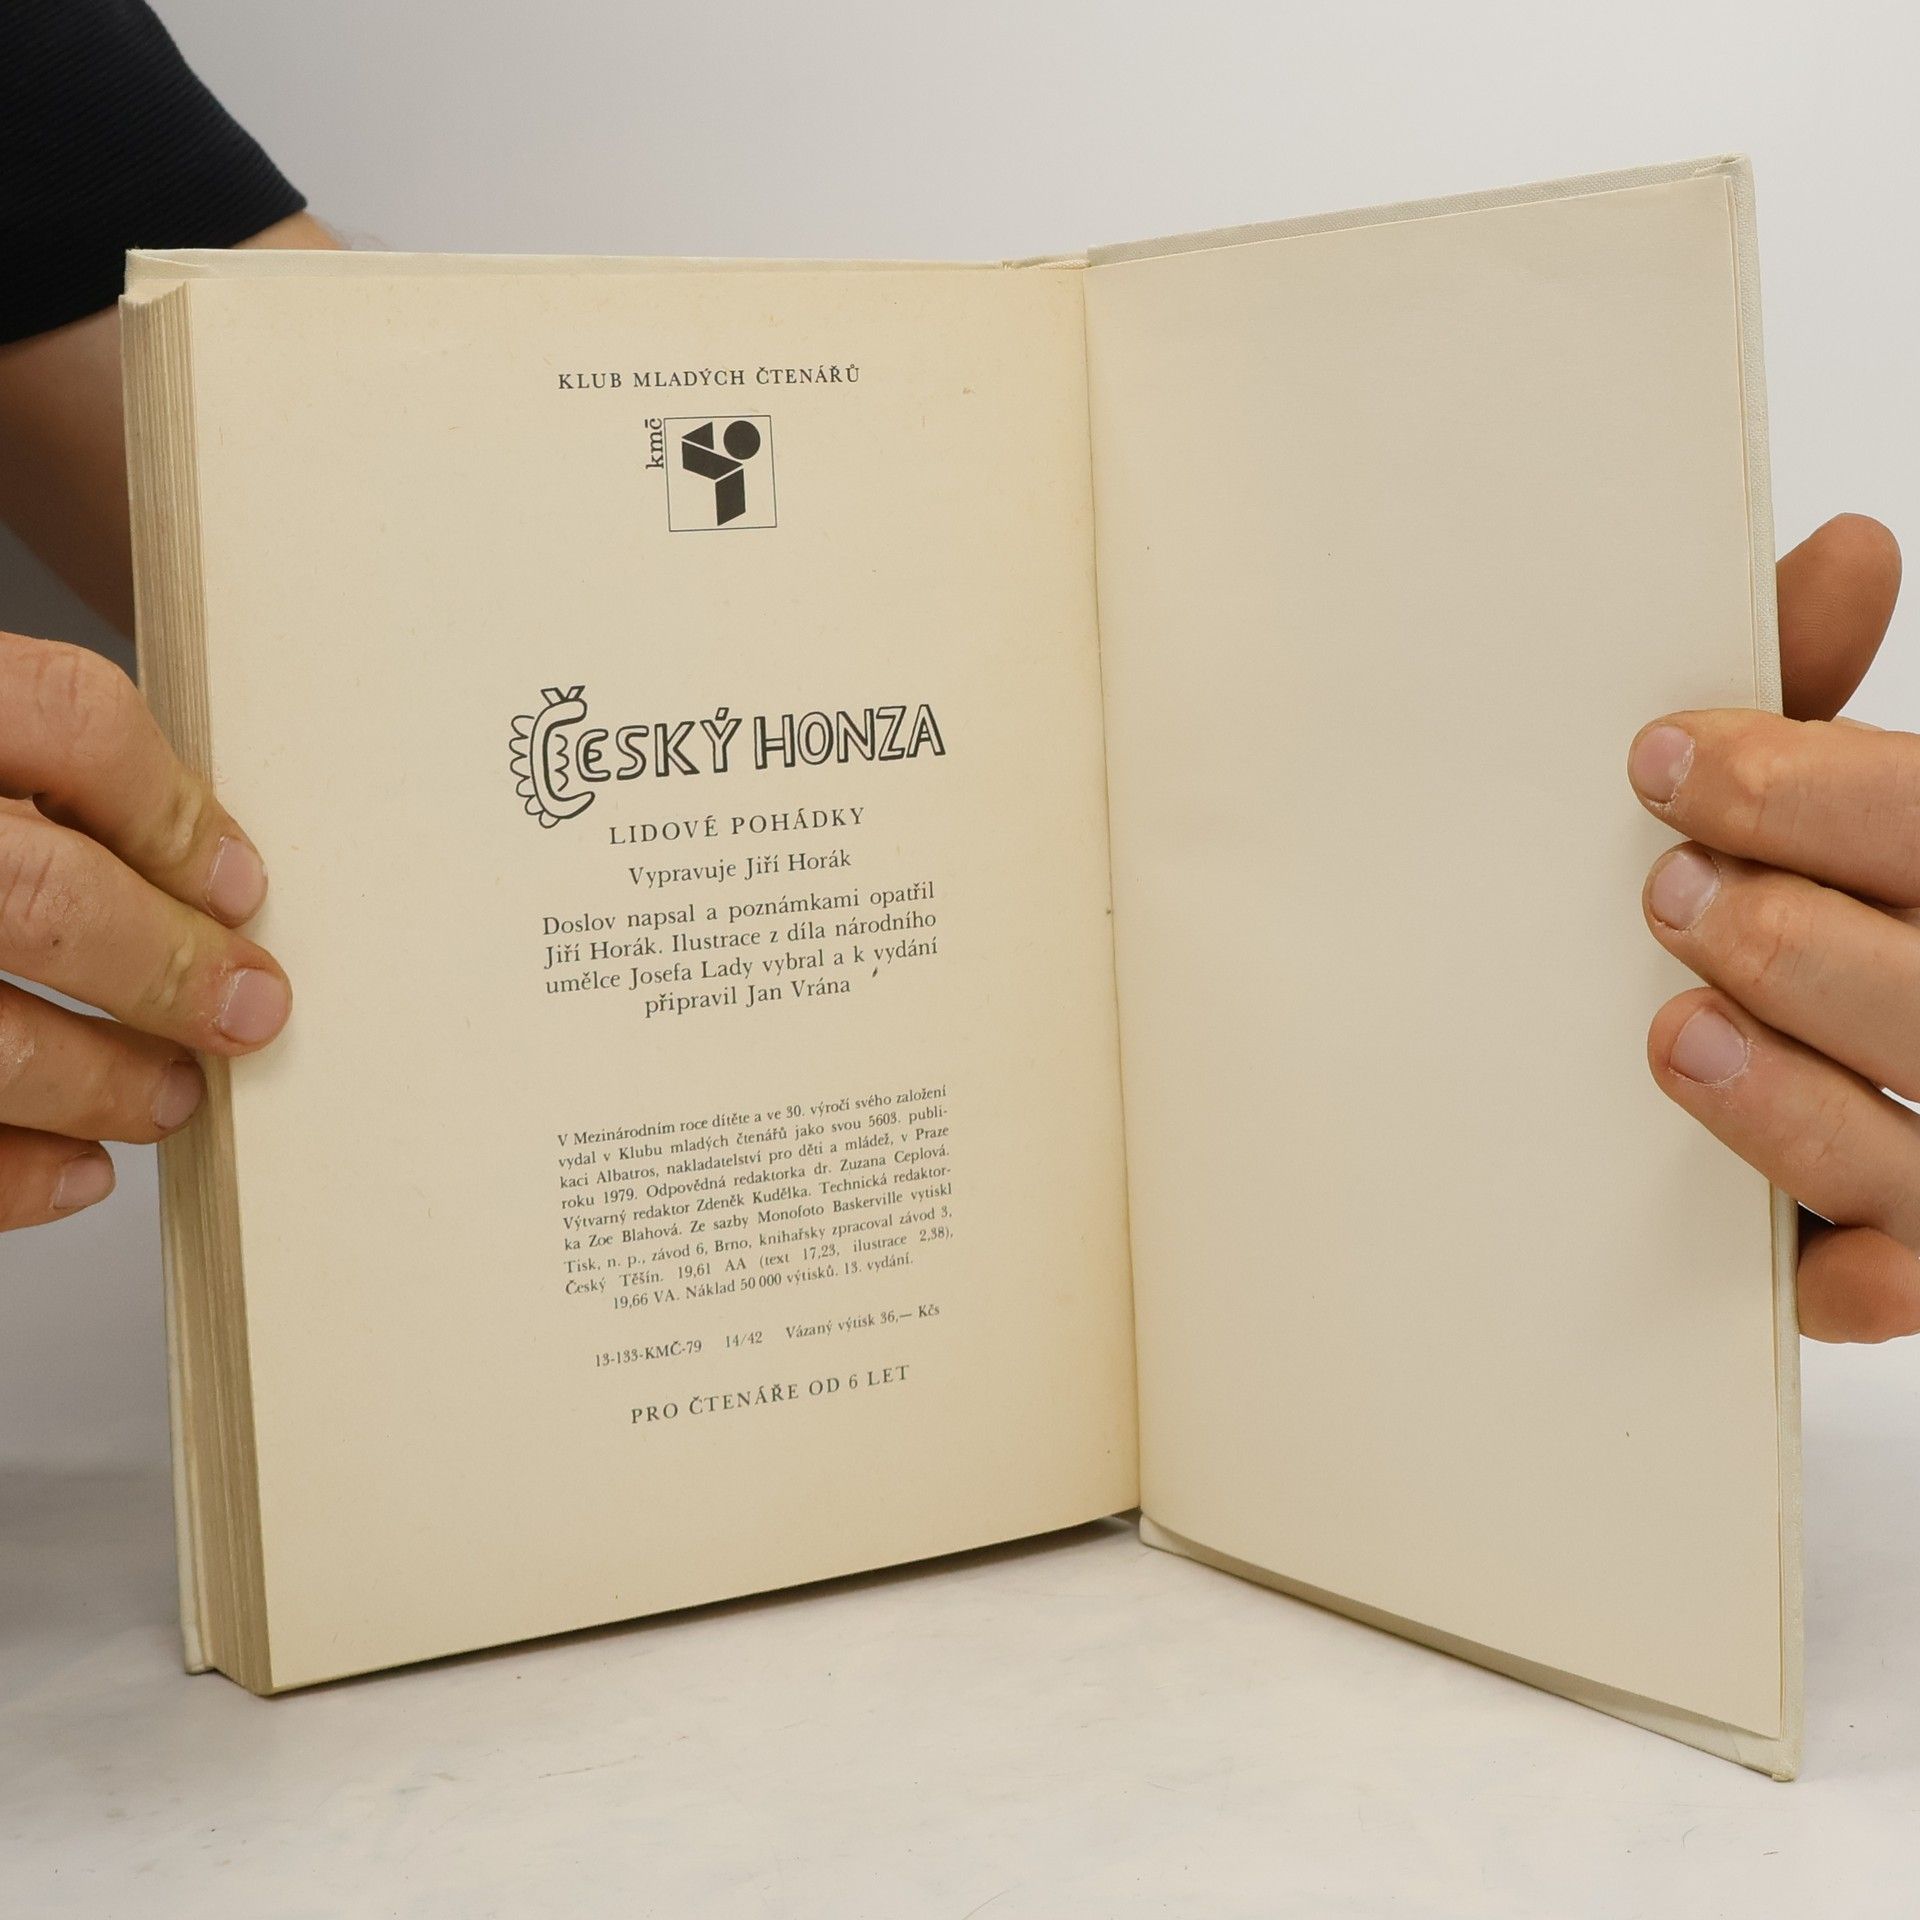 KLUB MLADÝCH ČTENÁŘŮ
kmč
ČESKÝ HONZA
LIDOVÉ POHÁDKY
Vypravuje Jiří Horák
Doslov napsal a poznámkami opatřil
Jiří Horák. Ilustrace z díla národního
umělce Josefa Lady vybral a k vydání
připravil Jan Vrána
V Mezinárodním roce dítěte a ve 30. výročí svého založení
vydal v Klubu mladých čtenářů jako svou 5603. publi-
kaci Albatros, nakladatelství pro děti a mládež, v Praze
roku 1979. Odpovědná redaktorka dr. Zuzana Ceplová.
Výtvarný redaktor Zdeněk Kudělka. Technická redaktor-
ka Zoe Blahová. Ze sazby Monofoto Baskerville vytiskl
Tisk, n. p., závod 6, Brno, knihařsky zpracoval závod 3,
Český Těšín. 19,61 AA (text 17,23, ilustrace 2,38),
19,66 VA. Náklad 50 000 výtisků. 13. vydání.
13-133-KMČ-79 14/42 Vázaný výtisk 36,— Kčs
PRO ČTENÁŘE OD 6 LET